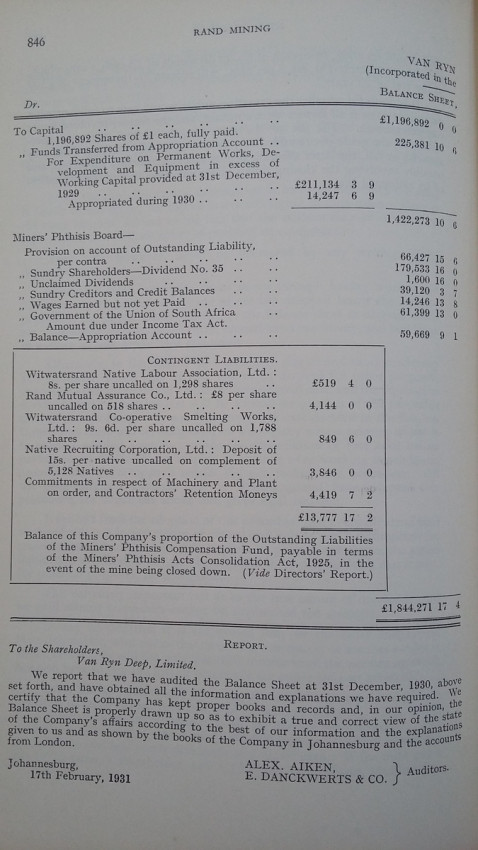 846
RAND MINING
VAN RYN
(Incorporated in the
Dr.
BALANCE SHEET,
To Capital .. .. .. .. .. .. £1,196,892 0 0
1,196,892 Shares of £1 each, fully paid.
„ Funds Transferred from Appropriation Account .. 225,381 10 6
For Expenditure on Permanent Works, De-
velopment and Equipment in excess of
Working Capital provided at 31st December,
1929 .. .. .. .. .. £211,134 3 9
Appropriated during 1930 .. .. .. 14,247 6 9
1,422,273 10 6
Miners' Phthisis Board—
Provision on account of Outstanding Liability,
per contra .. .. .. .. .. 66,427 15 6
„ Sundry Shareholders—Dividend No. 35 .. .. 179,533 16 0
„ Unclaimed Dividends .. .. .. .. 1,600 16 0
„ Sundry Creditors and Credit Balances .. .. 39,120 3 7
„ Wages Earned but not yet Paid .. .. .. 14,246 13 8
„ Government of the Union of South Africa .. 61,399 13 0
Amount due under Income Tax Act.
„ Balance—Appropriation Account .. .. .. 59,669 9 1
CONTINGENT LIABILITIES.
Witwatersrand Native Labour Association, Ltd. :
8s. per share uncalled on 1,298 shares .. £519 4 0
Rand Mutual Assurance Co., Ltd. : £8 per share
uncalled on 518 shares .. .. .. .. 4,144 0 0
Witwatersrand Co-operative Smelting Works,
Ltd. : 9s. 6d. per share uncalled on 1,788
shares .. .. .. .. .. .. 849 6 0
Native Recruiting Corporation, Ltd. : Deposit of
15s. per native uncalled on complement of
5,128 Natives .. .. .. .. .. 3,846 0 0
Commitments in respect of Machinery and Plant
on order, and Contractors' Retention Moneys 4,419 7 2
£13,777 17 2
Balance of this Company's proportion of the Outstanding Liabilities
of the Miners' Phthisis Compensation Fund, payable in terms
of the Miners' Phthisis Acts Consolidation Act, 1925, in the
event of the mine being closed down. (Vide Directors' Report.)
£1,844,271 17 4
REPORT.
To the Shareholders,
Van Ryn Deep, Limited.
We report that we have audited the Balance Sheet at 31st December, 1930, above
set forth, and have obtained all the information and explanations we have required. We
certify that the Company has kept proper books and records and, in our opinion, the
Balance Sheet is properly drawn up so as to exhibit a true and correct view of the state
of the Company's affairs according to the best of our information and the explanations
given to us and as shown by the books of the Company in Johannesburg and the accounts
from London.
Johannesburg,
17th February, 1931
ALEX. AIKEN,
E. DANCKWERTS & CO. } Auditors.